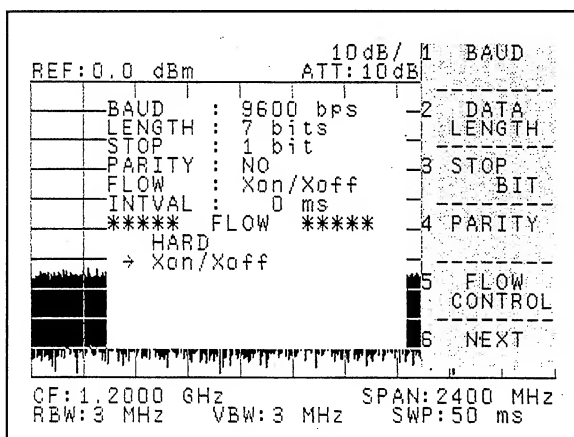 10dB/
REF:0.0 dBm ATT:10dB
BAUD : 9600 bps
LENGTH : 7 bits
STOP : 1 bit
PARITY : NO
FLOW : Xon/Xoff
INTVAL : 0 ms
***** FLOW *****
HARD
→ Xon/Xoff
1 BAUD
2 DATA
LENGTH
3 STOP
BIT
4 PARITY
5 FLOW
CONTROL
6 NEXT
CF:1.2000 GHz SPAN:2400 MHz
RBW:3 MHz VBW:3 MHz SWP:50 ms